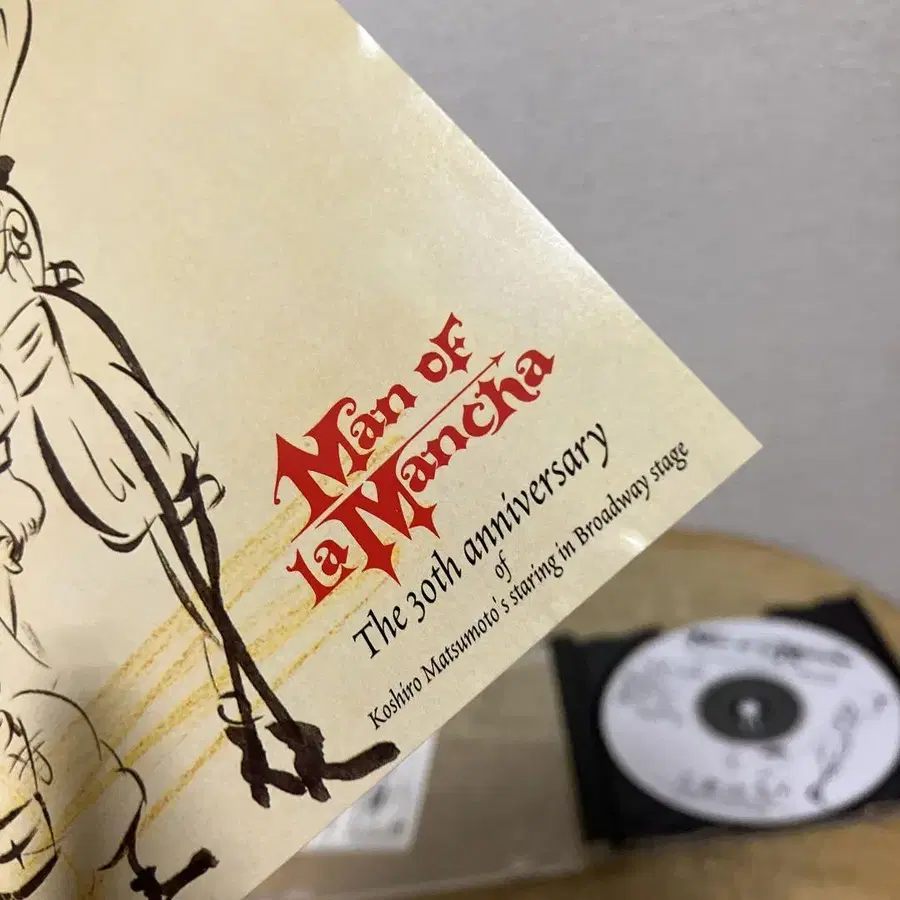 Man of
la Mancha
The 30th anniversary
of
Koshiro Matsumoto's staring in Broadway stage